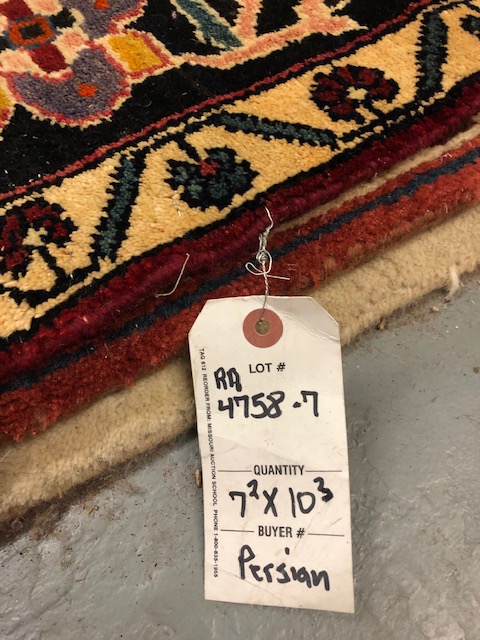 LOT #
RA
4758-7
QUANTITY
7² X 10³
BUYER #
Persian
TAG 512 REORDER FROM: MISSOURI AUCTION SCHOOL, PHONE 1-800-835-1955